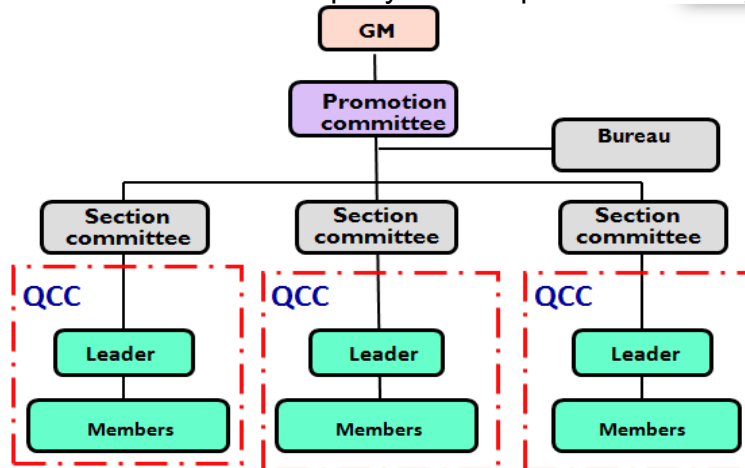 GM
Promotion
committee
Bureau
Section
committee
Section
committee
Section
committee
QCC
QCC
QCC
Leader
Leader
Leader
Members
Members
Members